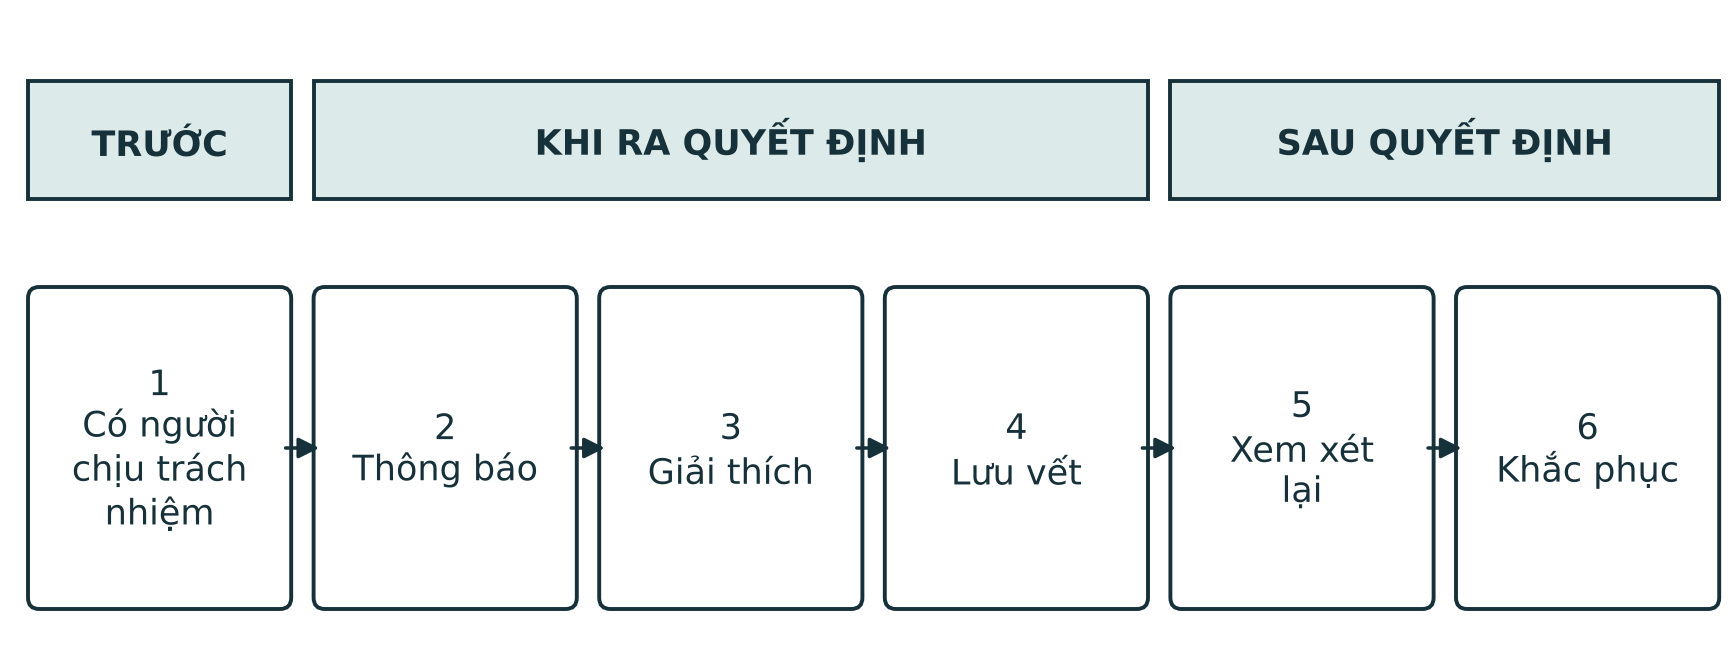 TRƯỚC
KHI RA QUYẾT ĐỊNH
SAU QUYẾT ĐỊNH
1
Có người
chịu trách
nhiệm
2
Thông báo
3
Giải thích
4
Lưu vết
5
Xem xét
lại
6
Khắc phục